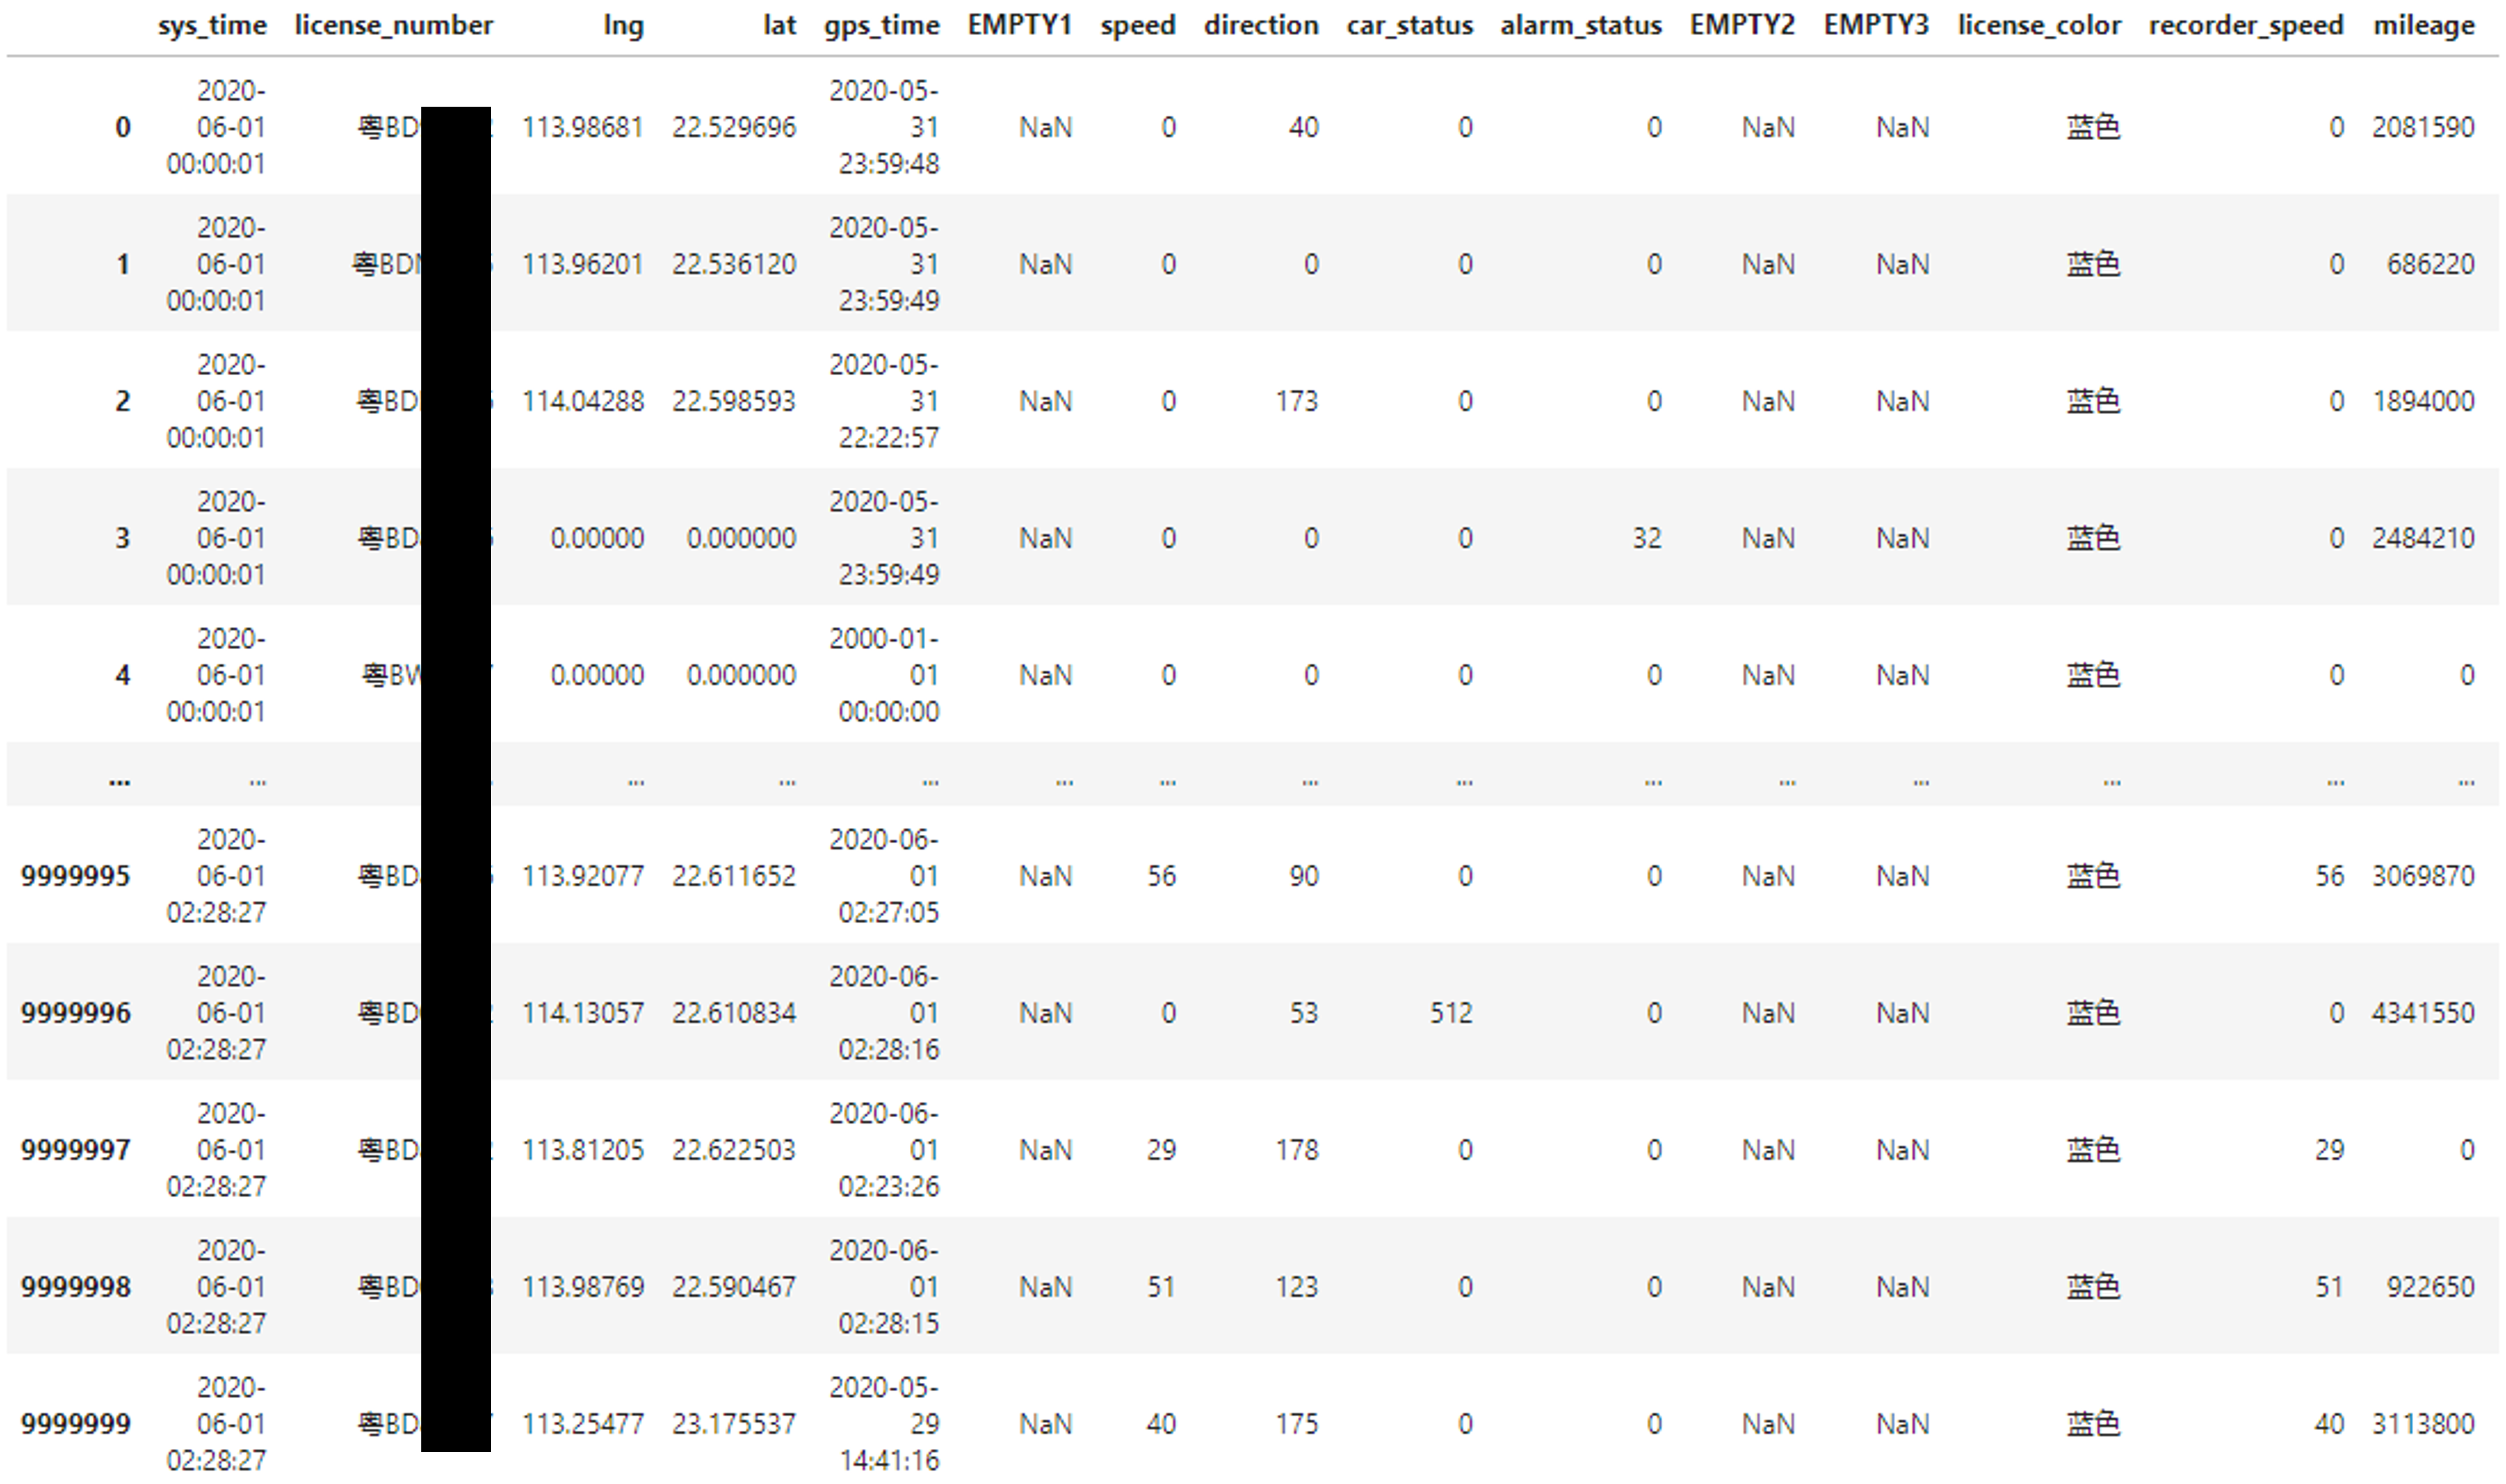 sys_time license_number lng lat gps_time EMPTY1 speed direction car_status alarm_status EMPTY2 EMPTY3 license_color recorder_speed mileage
2020- 2020-05-
0 06-01 粤BD 113.98681 22.529696 31 NaN 0 40 0 0 NaN NaN 蓝色 0 2081590
00:00:01 23:59:48
2020- 2020-05-
1 06-01 粤BD 113.96201 22.536120 31 NaN 0 0 0 0 NaN NaN 蓝色 0 686220
00:00:01 23:59:49
2020- 2020-05-
2 06-01 粤BD 114.04288 22.598593 31 NaN 0 173 0 0 NaN NaN 蓝色 0 1894000
00:00:01 22:22:57
2020- 2020-05-
3 06-01 粤BD 0.00000 0.000000 31 NaN 0 0 0 32 NaN NaN 蓝色 0 2484210
00:00:01 23:59:49
2020- 2000-01-
4 06-01 粤BW 0.00000 0.000000 01 NaN 0 0 0 0 NaN NaN 蓝色 0 0
00:00:01 00:00:00
... ... ... ... ... ... ... ... ... ... ... ... ... ... ...
2020- 2020-06-
9999995 06-01 粤BD 113.92077 22.611652 01 NaN 56 90 0 0 NaN NaN 蓝色 56 3069870
02:28:27 02:27:05
2020- 2020-06-
9999996 06-01 粤BD 114.13057 22.610834 01 NaN 0 53 512 0 NaN NaN 蓝色 0 4341550
02:28:27 02:28:16
2020- 2020-06-
9999997 06-01 粤BD 113.81205 22.622503 01 NaN 29 178 0 0 NaN NaN 蓝色 29 0
02:28:27 02:23:26
2020- 2020-06-
9999998 06-01 粤BD 113.98769 22.590467 01 NaN 51 123 0 0 NaN NaN 蓝色 51 922650
02:28:27 02:28:15
2020- 2020-05-
9999999 06-01 粤BD 113.25477 23.175537 29 NaN 40 175 0 0 NaN NaN 蓝色 40 3113800
02:28:27 14:41:16